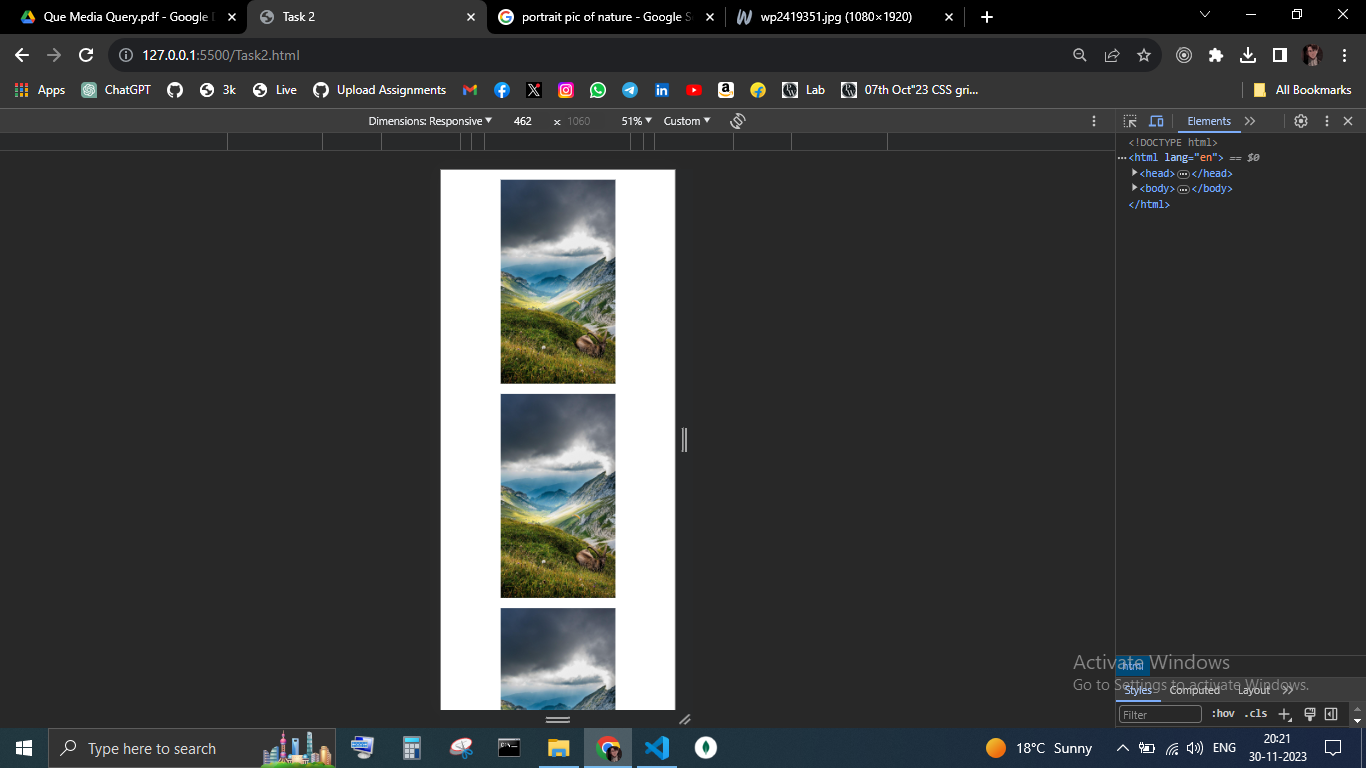 Que Media Query.pdf - Google
Task 2
portrait pic of nature - Google S
wp2419351.jpg (1080×1920)
127.0.0.1:5500/Task2.html
Apps
ChatGPT
3k
Live
Upload Assignments
Lab
07th Oct"23 CSS gri...
All Bookmarks
Dimensions: Responsive
462
x
1060
51%
Custom
Elements
<!DOCTYPE html>
<html lang="en"> == $0
<head> … </head>
<body> … </body>
</html>
html
Activate Windows
Go to Settings to activate Windows.
Styles
Computed
Layout
Filter
:hov
.cls
Type here to search
18°C Sunny
ENG
20:21
30-11-2023